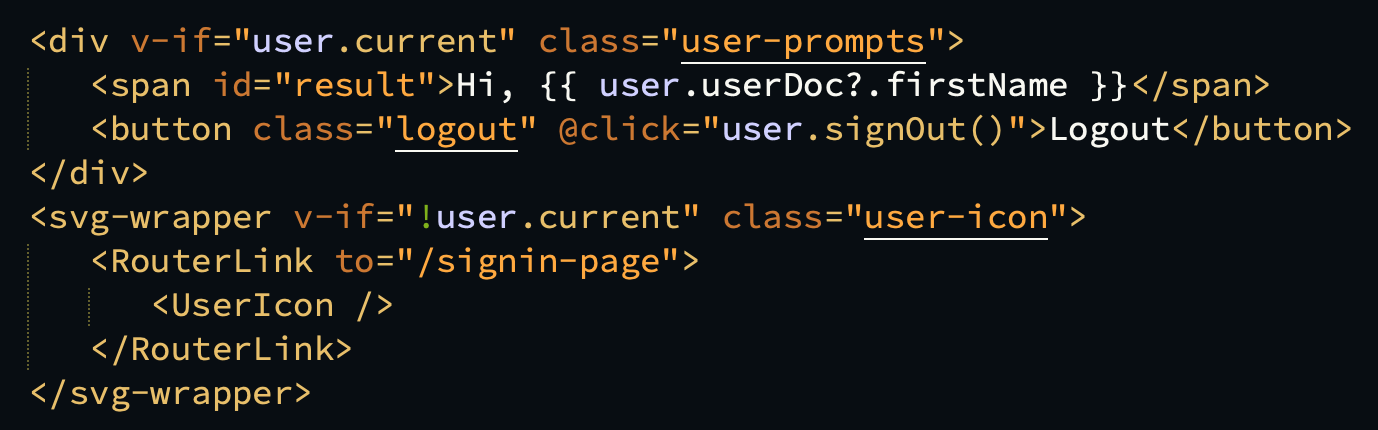 <div v-if="user.current" class="user-prompts">
<span id="result">Hi, {{ user.userDoc?.firstName }}</span>
<button class="logout" @click="user.signOut()">Logout</button>
</div>
<svg-wrapper v-if="!user.current" class="user-icon">
<RouterLink to="/signin-page">
<UserIcon />
</RouterLink>
</svg-wrapper>